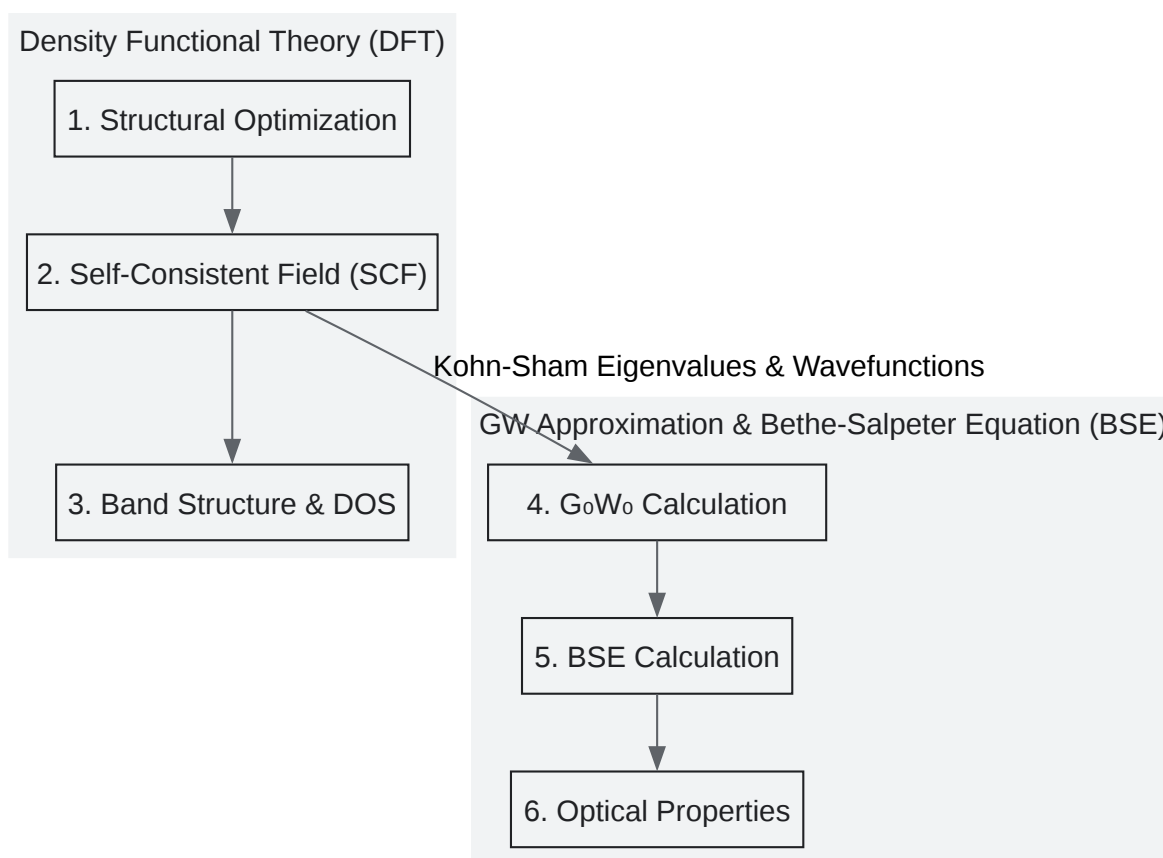 Density Functional Theory (DFT)
1. Structural Optimization
2. Self-Consistent Field (SCF)
Kohn-Sham Eigenvalues & Wavefunctions
GW Approximation & Bethe-Salpeter Equation (BSE)
3. Band Structure & DOS
4. G₀W₀ Calculation
5. BSE Calculation
6. Optical Properties